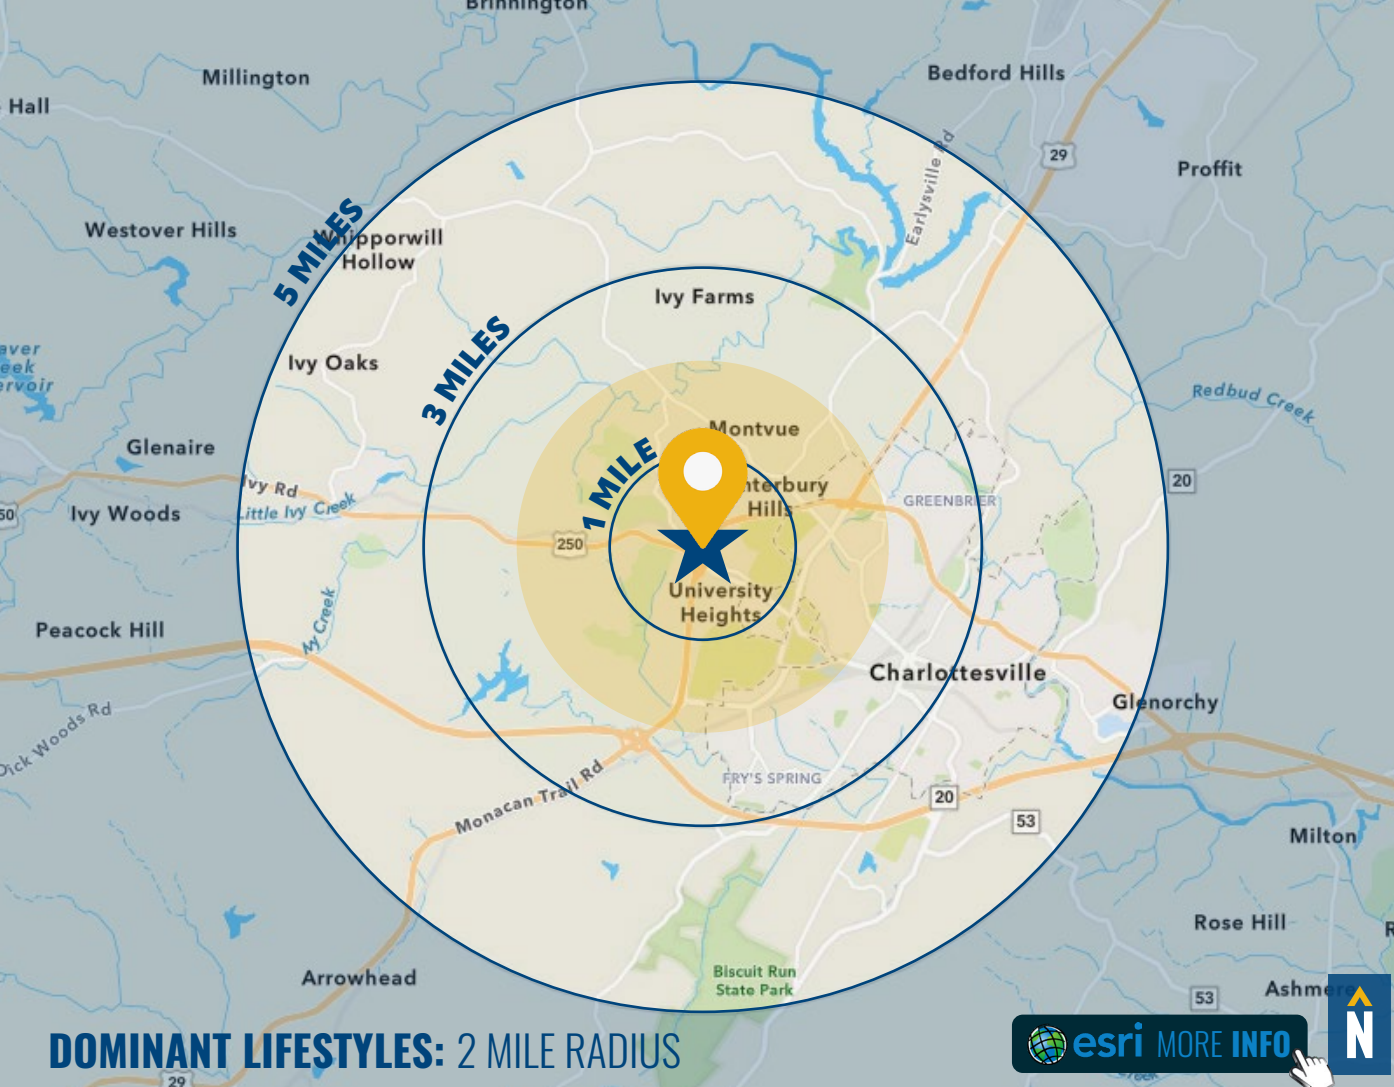 Brinnington
Millington
Bedford Hills
Hall
29
Proffit
Earlysville Rd
Westover Hills
5 MILES
Whipporwill
Hollow
Ivy Farms
3 MILES
Ivy Oaks
Redbud Creek
Montvue
Glenaire
1 MILE
Hills
GREENBRIER
20
Ivy Rd
Little Ivy Creek
50
Ivy Woods
250
University
Heights
Ivy Creek
Peacock Hill
Charlottesville
Glenorchy
Dick Woods Rd
FRY'S SPRING
Monacan Trail Rd
20
53
Milton
Rose Hill
Biscuit Run
State Park
Arrowhead
53
Ashmere
N
DOMINANT LIFESTYLES: 2 MILE RADIUS
esri MORE INFO
29